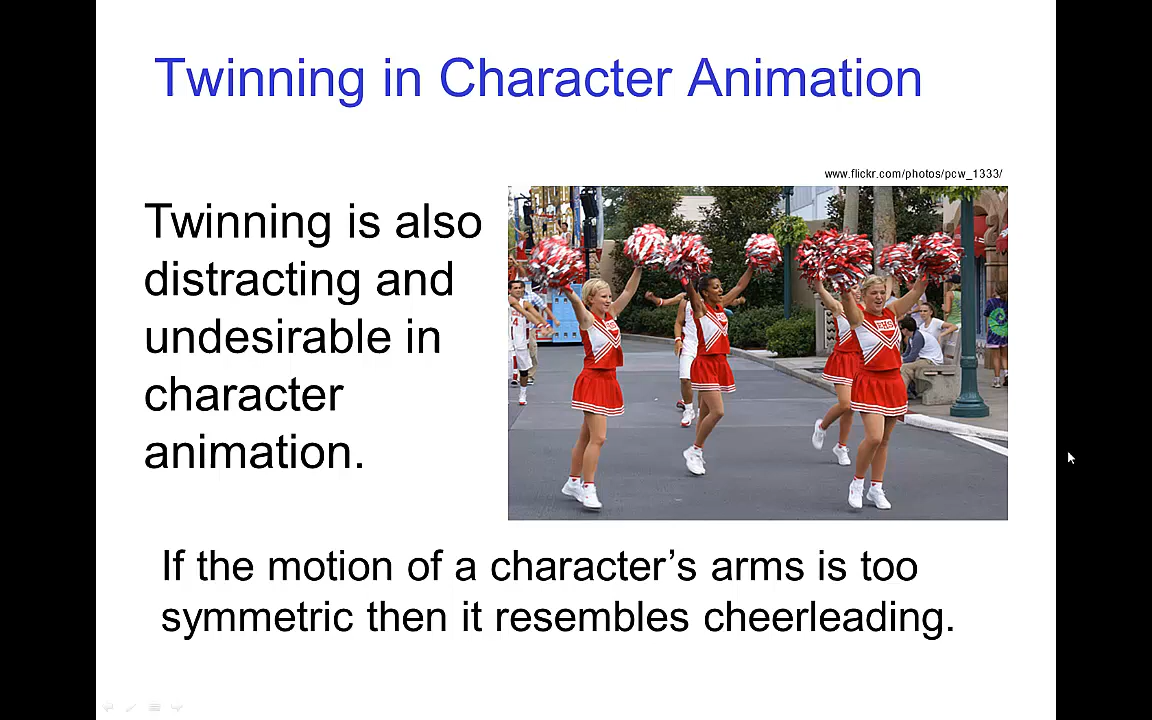 Twinning in Character Animation
www.flickr.com/photos/pcw_1333/
Twinning is also
distracting and
undesirable in
character
animation.
EHS
If the motion of a character’s arms is too
symmetric then it resembles cheerleading.